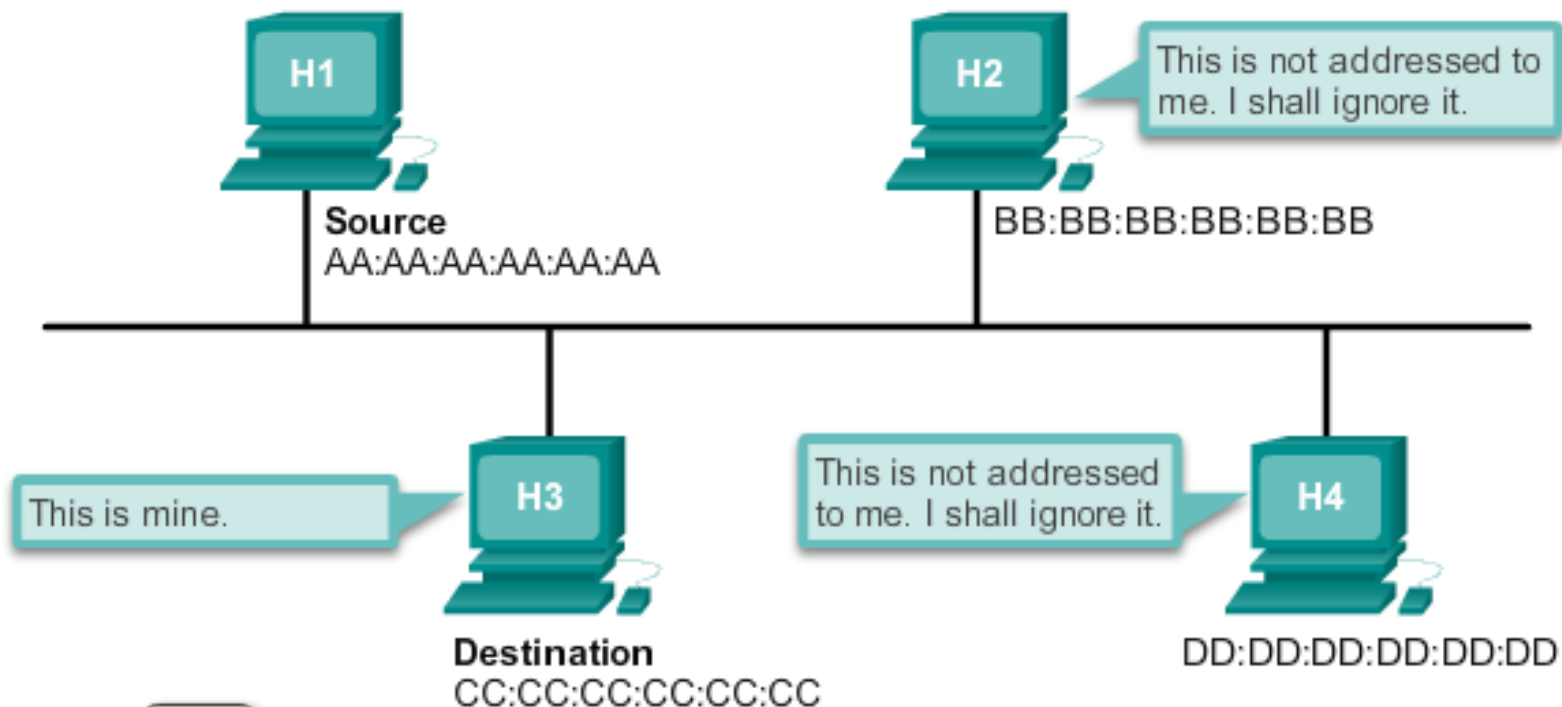 H1
H2
This is not addressed to
me. I shall ignore it.
Source
AA:AA:AA:AA:AA:AA
BB:BB:BB:BB:BB:BB
This is mine.
H3
This is not addressed
to me. I shall ignore it.
H4
Destination
CC:CC:CC:CC:CC:CC
DD:DD:DD:DD:DD:DD